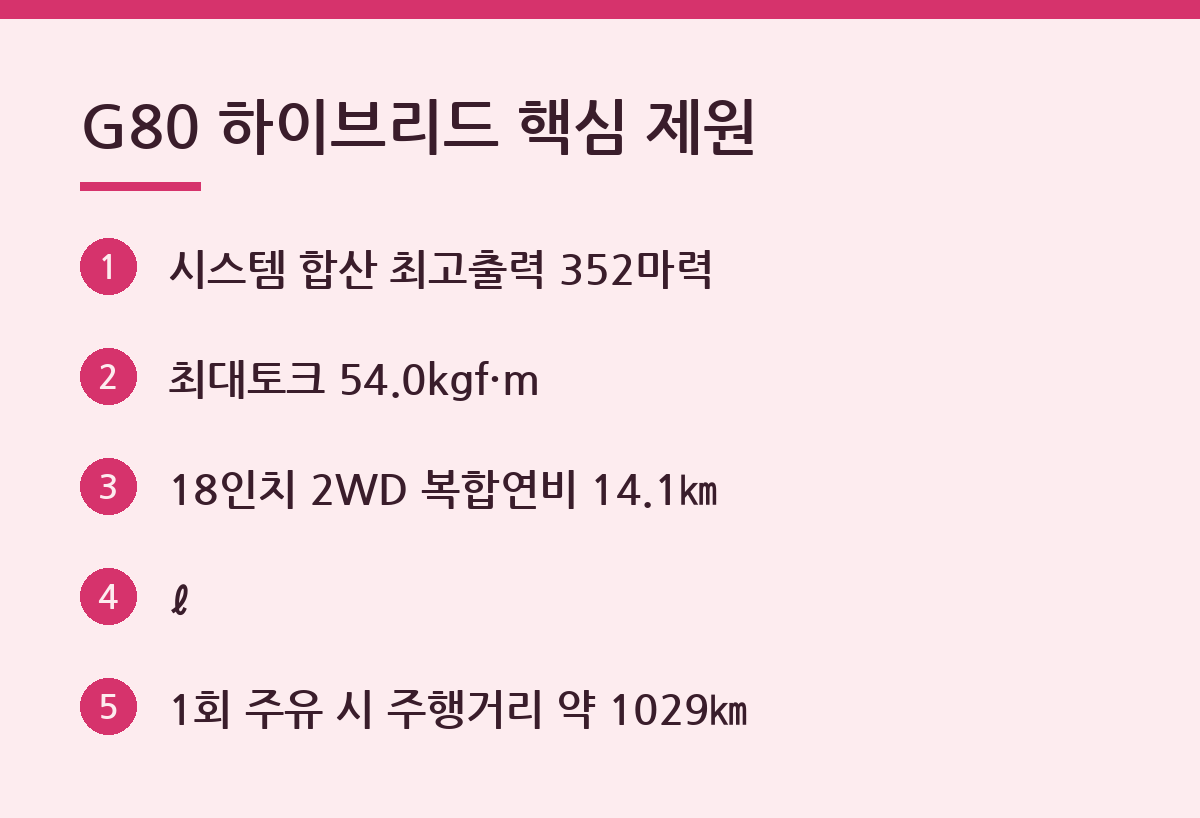 G80 하이브리드 핵심 제원
1 시스템 합산 최고출력 352마력
2 최대토크 54.0kgf·m
3 18인치 2WD 복합연비 14.1㎞
4 ℓ
5 1회 주유 시 주행거리 약 1029㎞